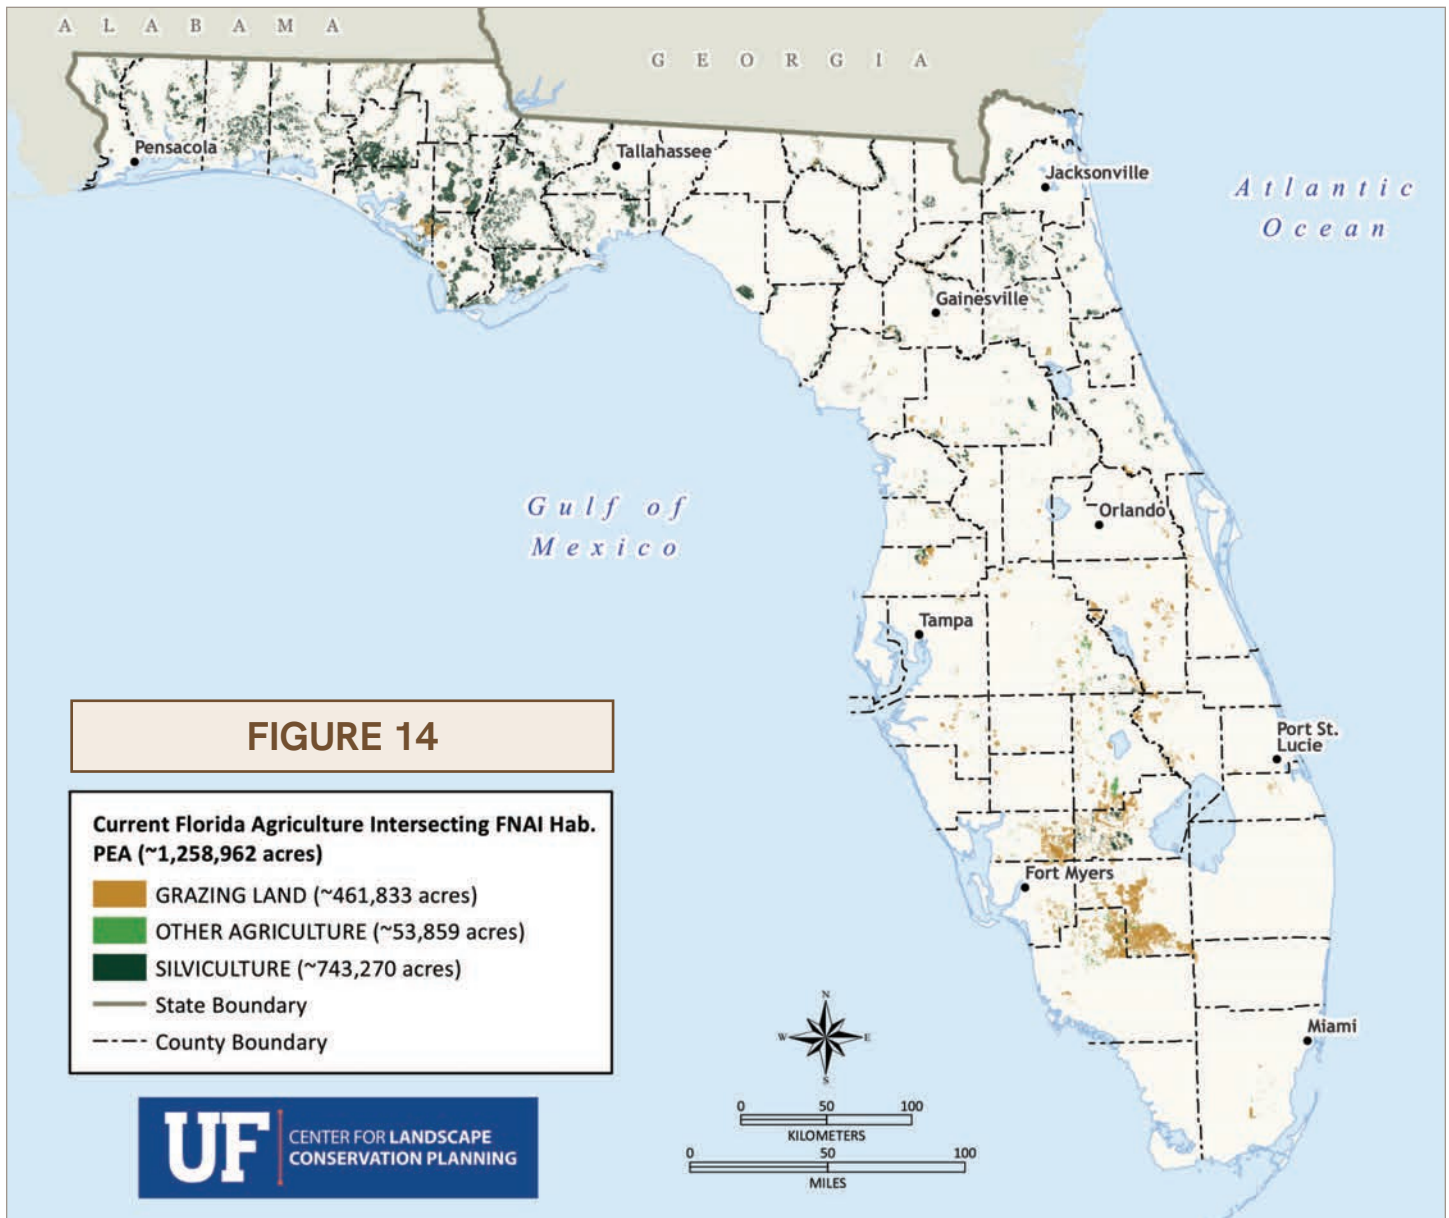 A L A B A M A
G E O R G I A
Pensacola
Tallahassee
Jacksonville
Atlantic
Ocean
Gainesville
Gulf of
Mexico
Orlando
Tampa
Port St.
Lucie
Fort Myers
Miami
FIGURE 14
Current Florida Agriculture Intersecting FNAI Hab.
PEA (~1,258,962 acres)
GRAZING LAND (~461,833 acres)
OTHER AGRICULTURE (~53,859 acres)
SILVICULTURE (~743,270 acres)
State Boundary
County Boundary
N
W E
S
0 50 100
KILOMETERS
0 50 100
MILES
UF CENTER FOR LANDSCAPE
CONSERVATION PLANNING